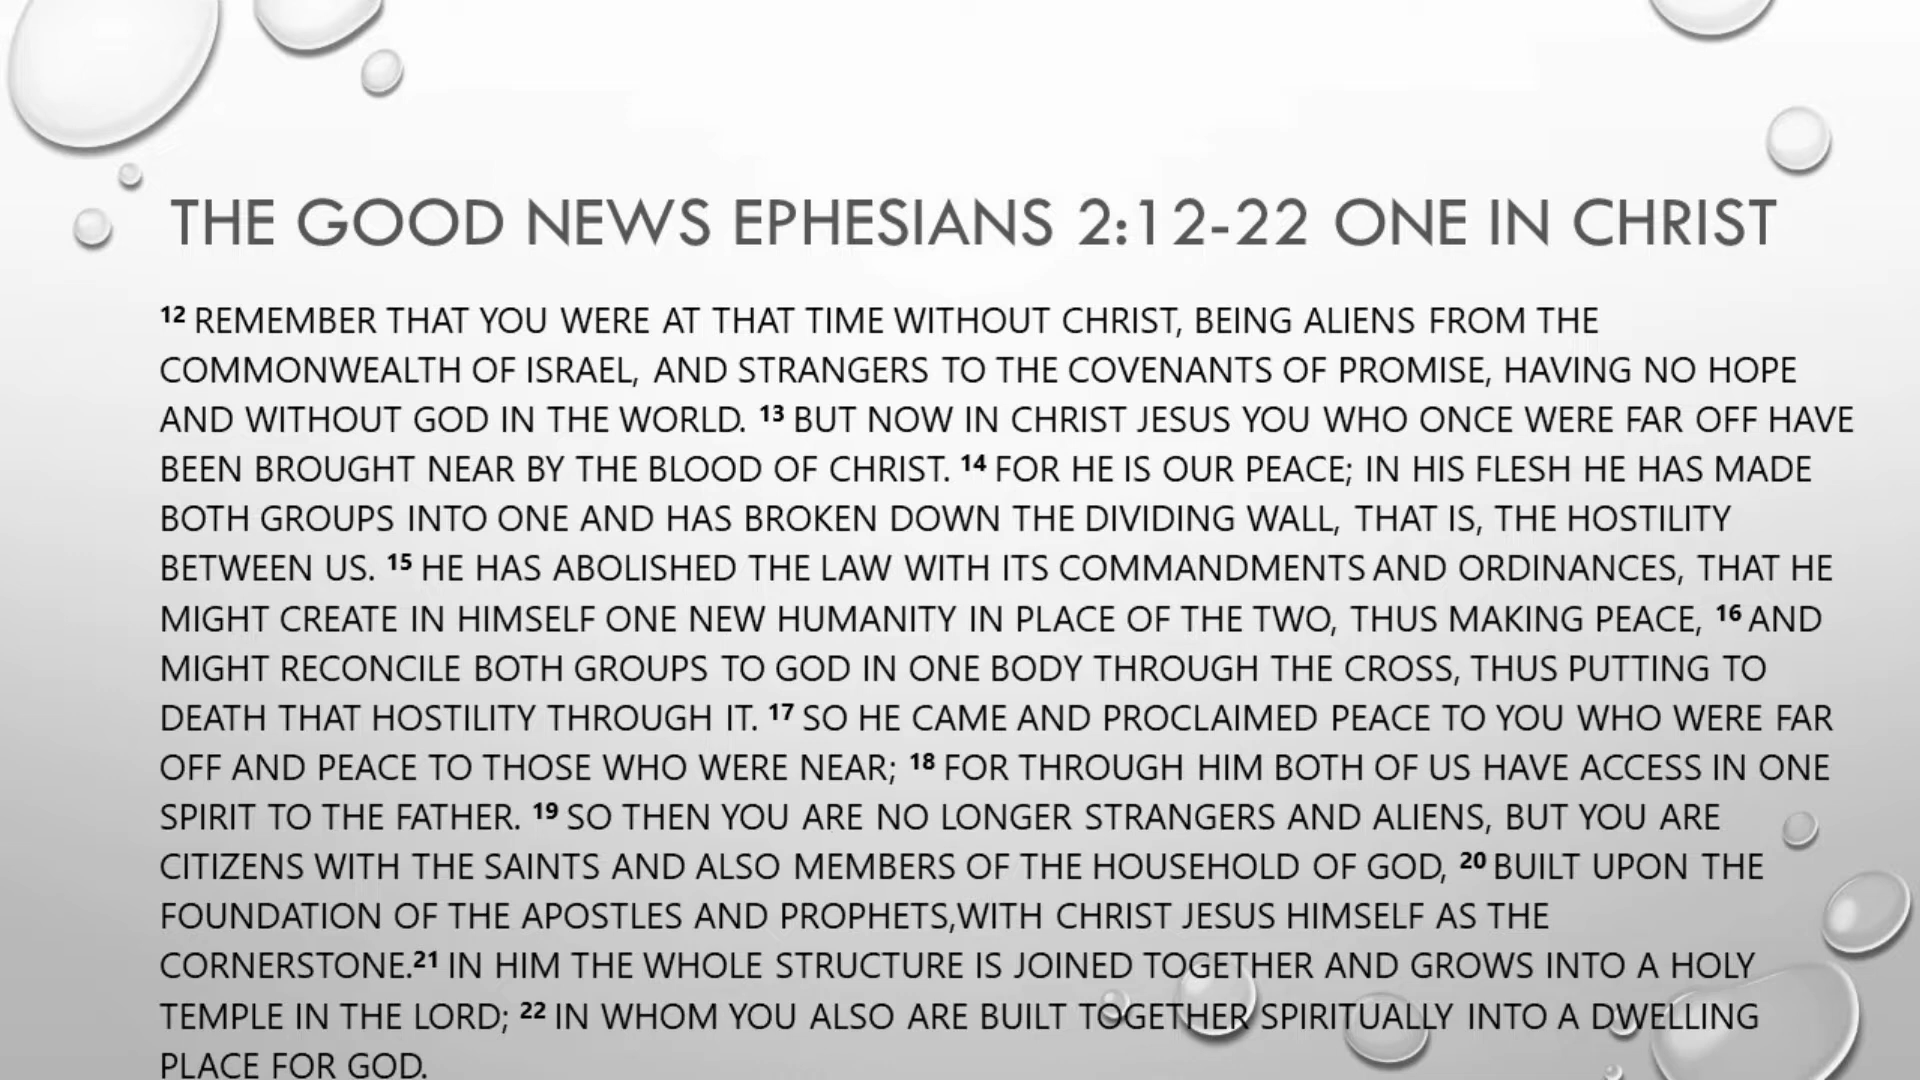 THE GOOD NEWS EPHESIANS 2:12-22 ONE IN CHRIST
12 REMEMBER THAT YOU WERE AT THAT TIME WITHOUT CHRIST, BEING ALIENS FROM THE
COMMONWEALTH OF ISRAEL, AND STRANGERS TO THE COVENANTS OF PROMISE, HAVING NO HOPE
AND WITHOUT GOD IN THE WORLD. 13 BUT NOW IN CHRIST JESUS YOU WHO ONCE WERE FAR OFF HAVE
BEEN BROUGHT NEAR BY THE BLOOD OF CHRIST. 14 FOR HE IS OUR PEACE; IN HIS FLESH HE HAS MADE
BOTH GROUPS INTO ONE AND HAS BROKEN DOWN THE DIVIDING WALL, THAT IS, THE HOSTILITY
BETWEEN US. 15 HE HAS ABOLISHED THE LAW WITH ITS COMMANDMENTS AND ORDINANCES, THAT HE
MIGHT CREATE IN HIMSELF ONE NEW HUMANITY IN PLACE OF THE TWO, THUS MAKING PEACE, 16 AND
MIGHT RECONCILE BOTH GROUPS TO GOD IN ONE BODY THROUGH THE CROSS, THUS PUTTING TO
DEATH THAT HOSTILITY THROUGH IT. 17 SO HE CAME AND PROCLAIMED PEACE TO YOU WHO WERE FAR
OFF AND PEACE TO THOSE WHO WERE NEAR; 18 FOR THROUGH HIM BOTH OF US HAVE ACCESS IN ONE
SPIRIT TO THE FATHER. 19 SO THEN YOU ARE NO LONGER STRANGERS AND ALIENS, BUT YOU ARE
CITIZENS WITH THE SAINTS AND ALSO MEMBERS OF THE HOUSEHOLD OF GOD, 20 BUILT UPON THE
FOUNDATION OF THE APOSTLES AND PROPHETS,WITH CHRIST JESUS HIMSELF AS THE
CORNERSTONE.21 IN HIM THE WHOLE STRUCTURE IS JOINED TOGETHER AND GROWS INTO A HOLY
TEMPLE IN THE LORD; 22 IN WHOM YOU ALSO ARE BUILT TOGETHER SPIRITUALLY INTO A DWELLING
PLACE FOR GOD.